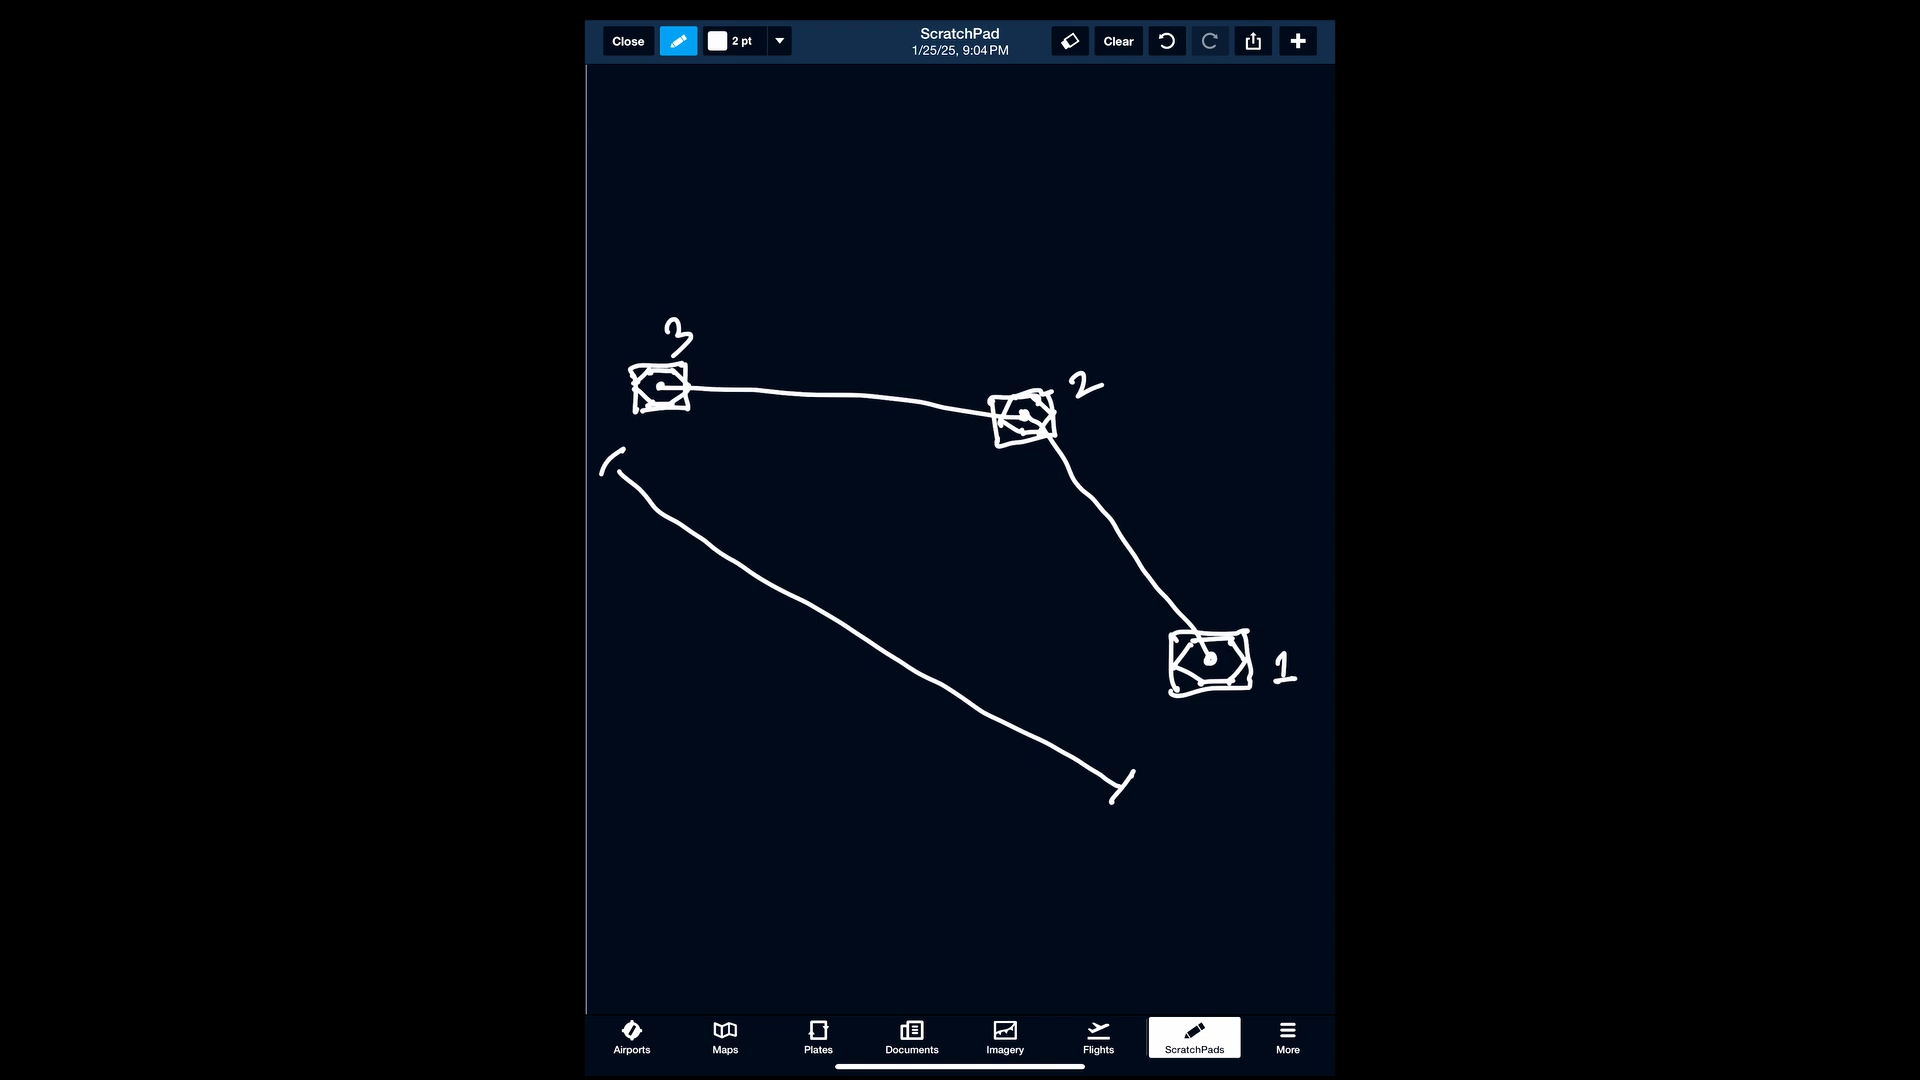 Close
2 pt
ScratchPad
1/25/25, 9:04 PM
Clear
3
2
1
Airports
Maps
Plates
Documents
Imagery
Flights
ScratchPads
More